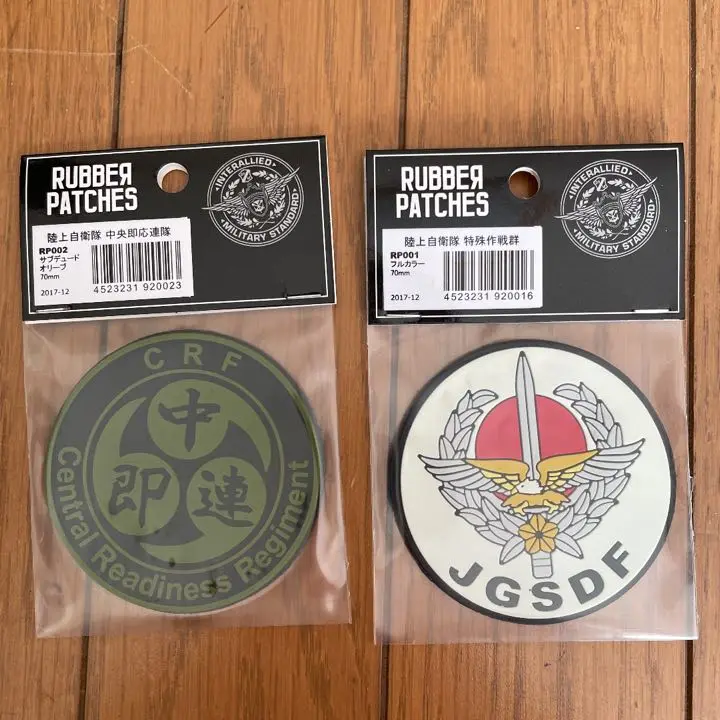 RUBBEЯ
PATCHES
INTERALLIED
MILITARY STANDARD
陸上自衛隊 中央即応連隊
RP002
サブデュード
オリーブ
70mm
2017-12
4523231 920023
CRF
中
即 連
Central Readiness Regiment
RUBBEЯ
PATCHES
INTERALLIED
MILITARY STANDARD
陸上自衛隊 特殊作戦群
RP001
フルカラー
70mm
2017-12
4523231 920016
JGSDF